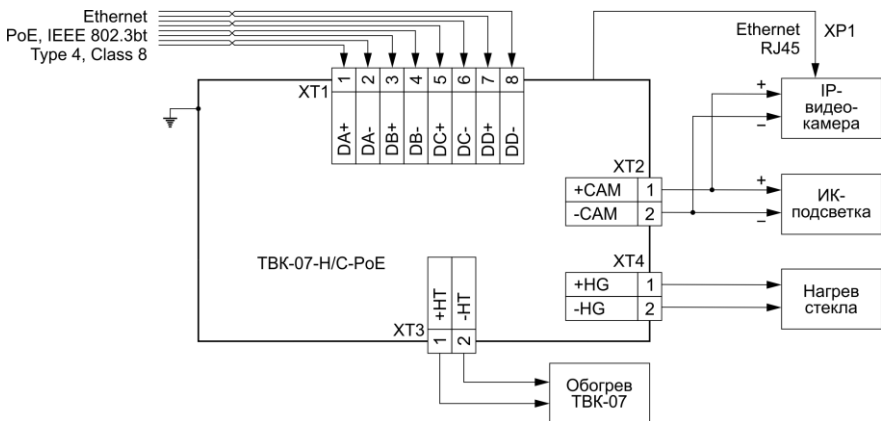 Ethernet
PoE, IEEE 802.3bt
Type 4, Class 8
XT1
1 2 3 4 5 6 7 8
DA+ DA- DB+ DB- DC+ DC- DD+ DD-
Ethernet
RJ45
XP1
+
–
IP-
видео-
камера
XT2
+CAM 1
-CAM 2
+
–
ИК-
подсветка
ТВК-07-Н/С-PoE
XT4
+HG 1
-HG 2
Нагрев
стекла
+HT -HT
XT3
1 2
Обогрев
ТВК-07